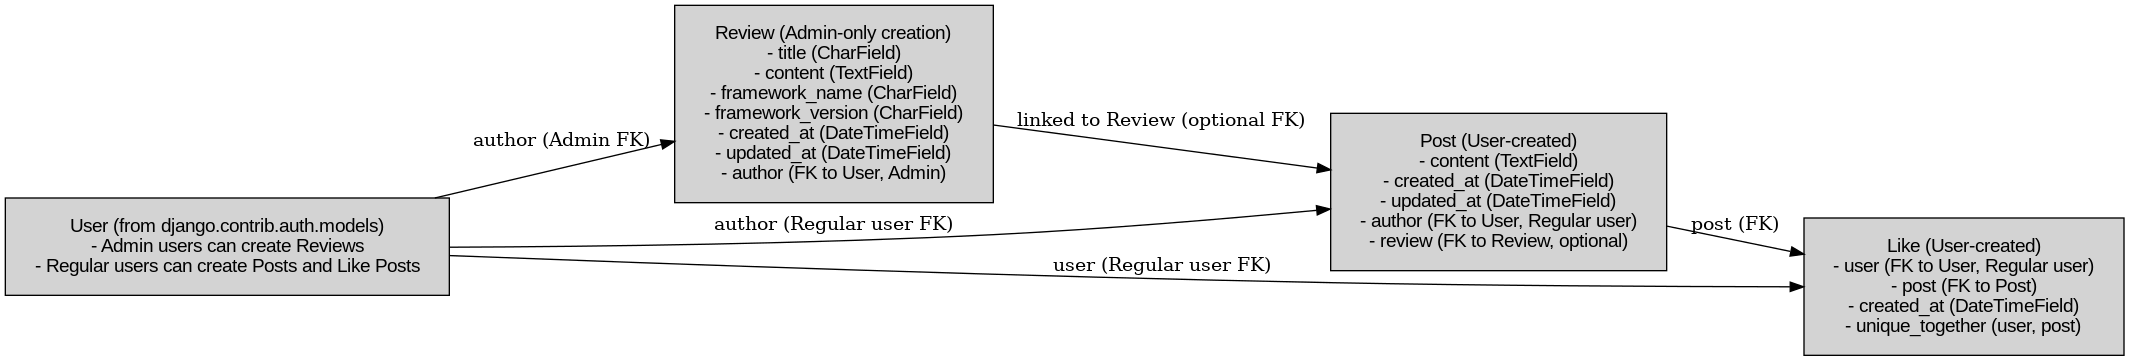 Review (Admin-only creation)
- title (CharField)
- content (TextField)
- framework_name (CharField)
- framework_version (CharField)
- created_at (DateTimeField)
- updated_at (DateTimeField)
- author (FK to User, Admin)
author (Admin FK)
linked to Review (optional FK)
User (from django.contrib.auth.models)
- Admin users can create Reviews
- Regular users can create Posts and Like Posts
author (Regular user FK)
user (Regular user FK)
Post (User-created)
- content (TextField)
- created_at (DateTimeField)
- updated_at (DateTimeField)
- author (FK to User, Regular user)
- review (FK to Review, optional)
post (FK)
Like (User-created)
- user (FK to User, Regular user)
- post (FK to Post)
- created_at (DateTimeField)
- unique_together (user, post)